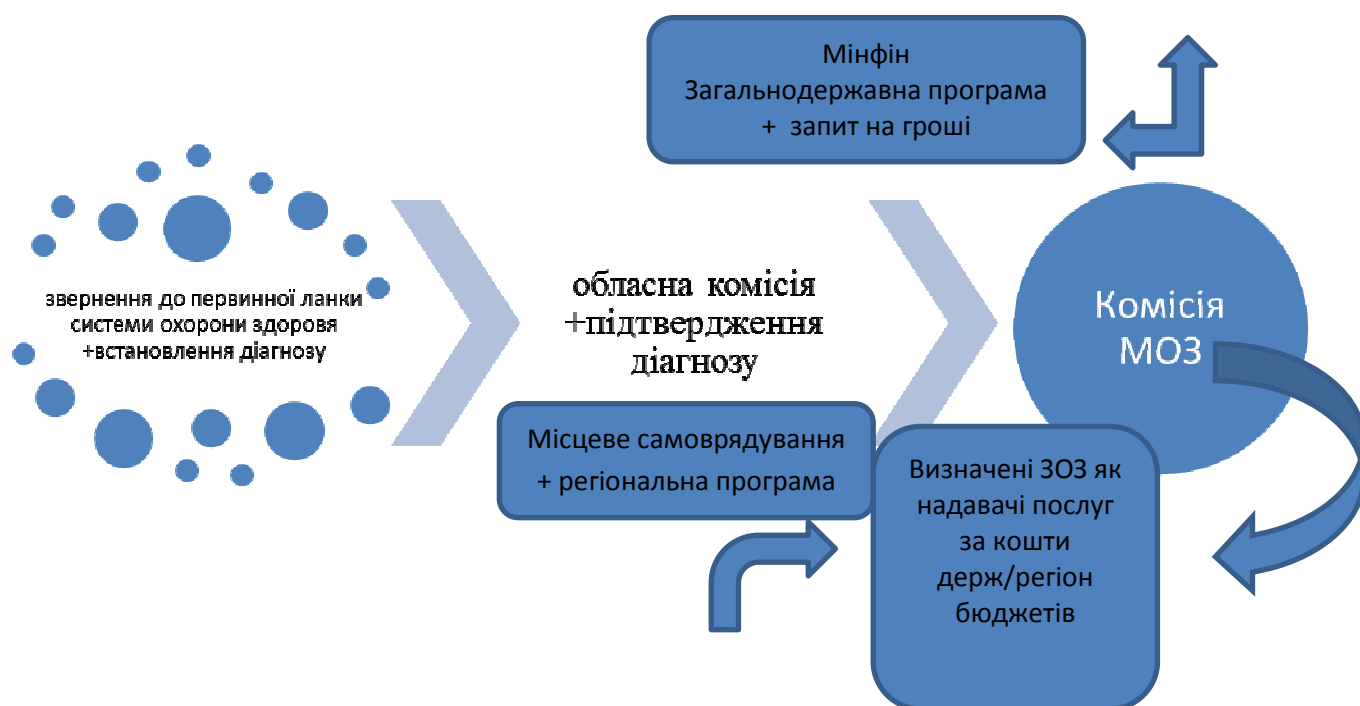 Мінфін
Загальнодержавна програма
+ запит на гроші
звернення до первинної ланки
системи охорони здоровя
+встановлення діагнозу
обласна комісія
+підтвердження
діагнозу
Комісія
МОЗ
Місцеве самоврядування
+ регіональна програма
Визначені ЗОЗ як
надавачі послуг
за кошти
держ/регіон
бюджетів